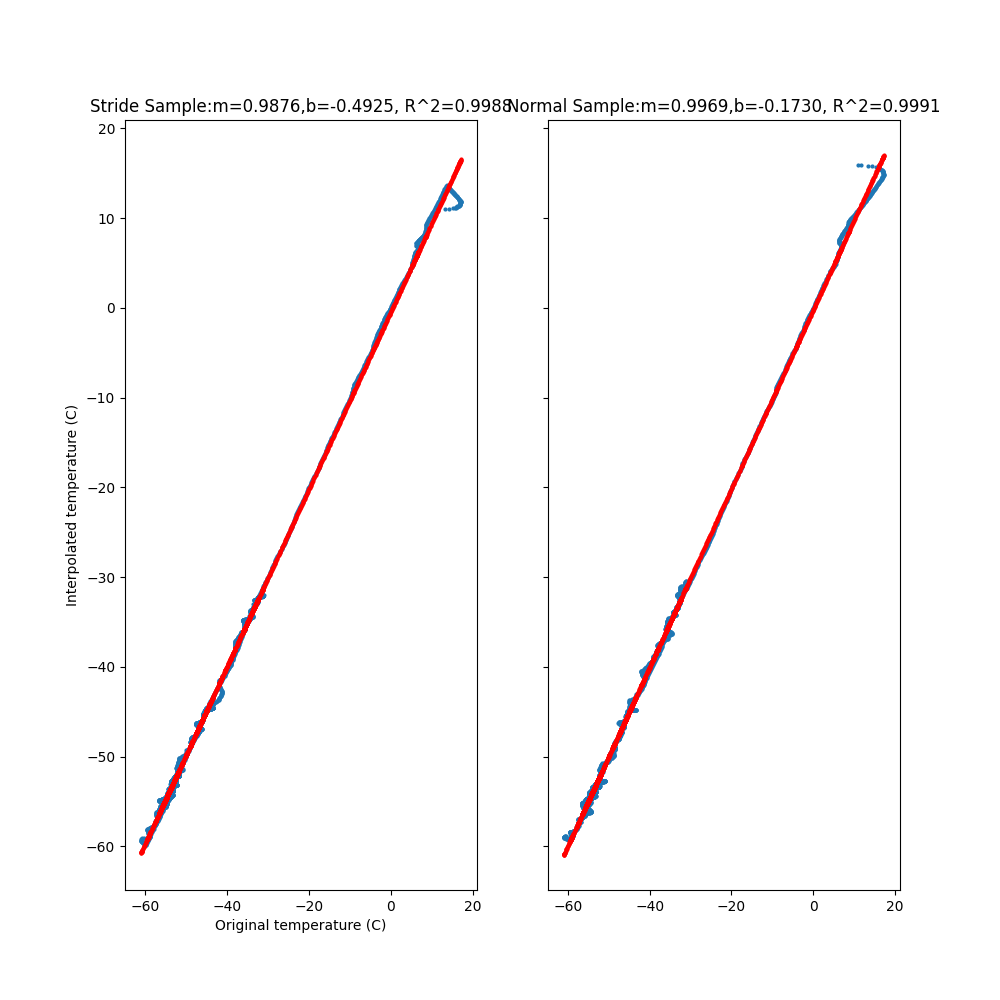 Stride Sample:m=0.9876,b=-0.4925, R^2=0.9988
Normal Sample:m=0.9969,b=-0.1730, R^2=0.9991
20
10
0
−10
−20
−30
−40
−50
−60
Interpolated temperature (C)
−60 −40 −20 0 20
−60 −40 −20 0 20
Original temperature (C)